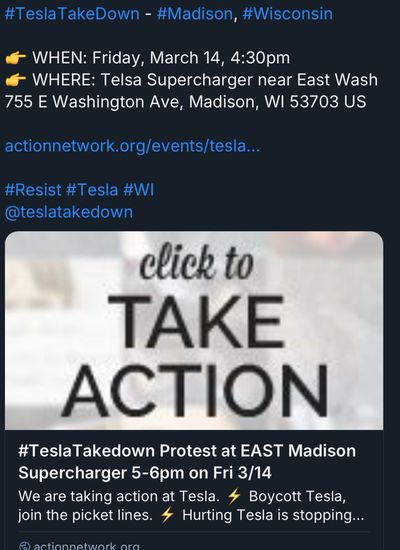 #TeslaTakeDown - #Madison, #Wisconsin
👉 WHEN: Friday, March 14, 4:30pm
👉 WHERE: Telsa Supercharger near East Wash
755 E Washington Ave, Madison, WI 53703 US
actionnetwork.org/events/tesla...
#Resist #Tesla #WI
@teslatakedown
click to
TAKE
ACTION
#TeslaTakedown Protest at EAST Madison
Supercharger 5-6pm on Fri 3/14
We are taking action at Tesla. ⚡ Boycott Tesla,
join the picket lines. ⚡ Hurting Tesla is stopping...
actionnetwork.org